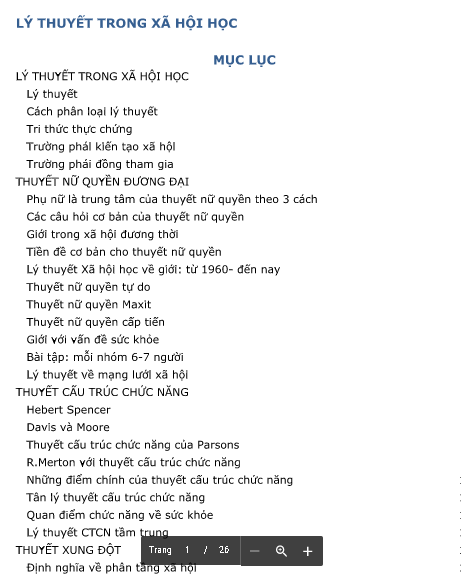 LÝ THUYẾT TRONG XÃ HỘI HỌC
MỤC LỤC
LÝ THUYẾT TRONG XÃ HỘI HỌC
Lý thuyết
Cách phân loại lý thuyết
Tri thức thực chứng
Trường phái kiến tạo xã hội
Trường phái đồng tham gia
THUYẾT NỮ QUYỀN ĐƯƠNG ĐẠI
Phụ nữ là trung tâm của thuyết nữ quyền theo 3 cách
Các câu hỏi cơ bản của thuyết nữ quyền
Giới trong xã hội đương thời
Tiền đề cơ bản cho thuyết nữ quyền
Lý thuyết Xã hội học về giới: từ 1960- đến nay
Thuyết nữ quyền tự do
Thuyết nữ quyền Maxit
Thuyết nữ quyền cấp tiến
Giới với vấn đề sức khỏe
Bài tập: mỗi nhóm 6-7 người
Lý thuyết về mạng lưới xã hội
THUYẾT CẤU TRÚC CHỨC NĂNG
Hebert Spencer
Davis và Moore
Thuyết cấu trúc chức năng của Parsons
R.Merton với thuyết cấu trúc chức năng
Những điểm chính của thuyết cấu trúc chức năng
Tân lý thuyết cấu trúc chức năng
Quan điểm chức năng về sức khỏe
Lý thuyết CTCN tầm trung
THUYẾT XUNG ĐỘT
Trang 1 / 26
Định nghĩa về phân tầng xã hội